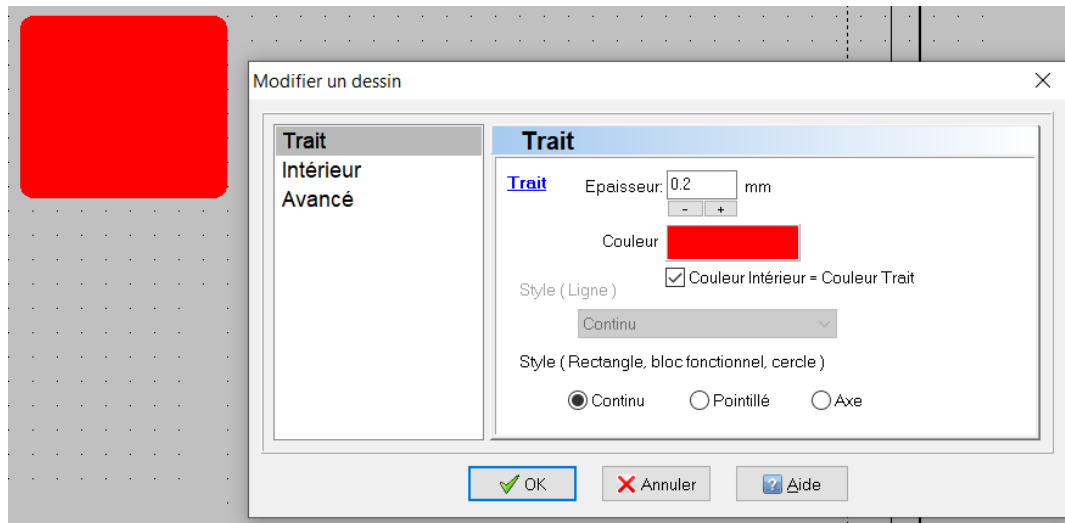 Modifier un dessin
Trait
Intérieur
Avancé
Trait
Trait Epaisseur: 0.2 mm
- +
Couleur
Couleur Intérieur = Couleur Trait
Style ( Ligne )
Continu
Style ( Rectangle, bloc fonctionnel, cercle )
Continu Pointillé Axe
OK Annuler Aide